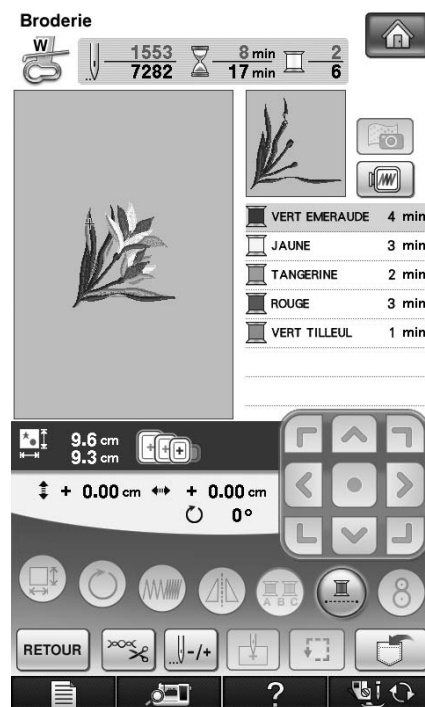 Broderie
W
1553 8 min 2
7282 17 min 6
VERT EMERAUDE 4 min
JAUNE 3 min
TANGERINE 2 min
ROUGE 3 min
VERT TILLEUL 1 min
9.6 cm
9.3 cm
+ 0.00 cm + 0.00 cm
0°
A B C
8
RETOUR
-/+
?